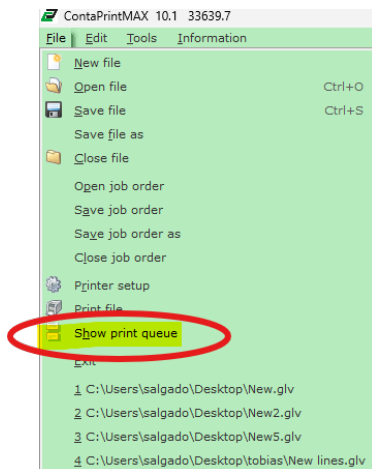 ContaPrintMAX 10.1 33639.7
File Edit Tools Information
New file
Open file Ctrl+O
Save file Ctrl+S
Save file as
Close file
Open job order
Save job order
Save job order as
Close job order
Printer setup
Print file
Show print queue
Exit
1 C:\Users\salgado\Desktop\New.glv
2 C:\Users\salgado\Desktop\New2.glv
3 C:\Users\salgado\Desktop\New5.glv
4 C:\Users\salgado\Desktop\tobias\New lines.glv